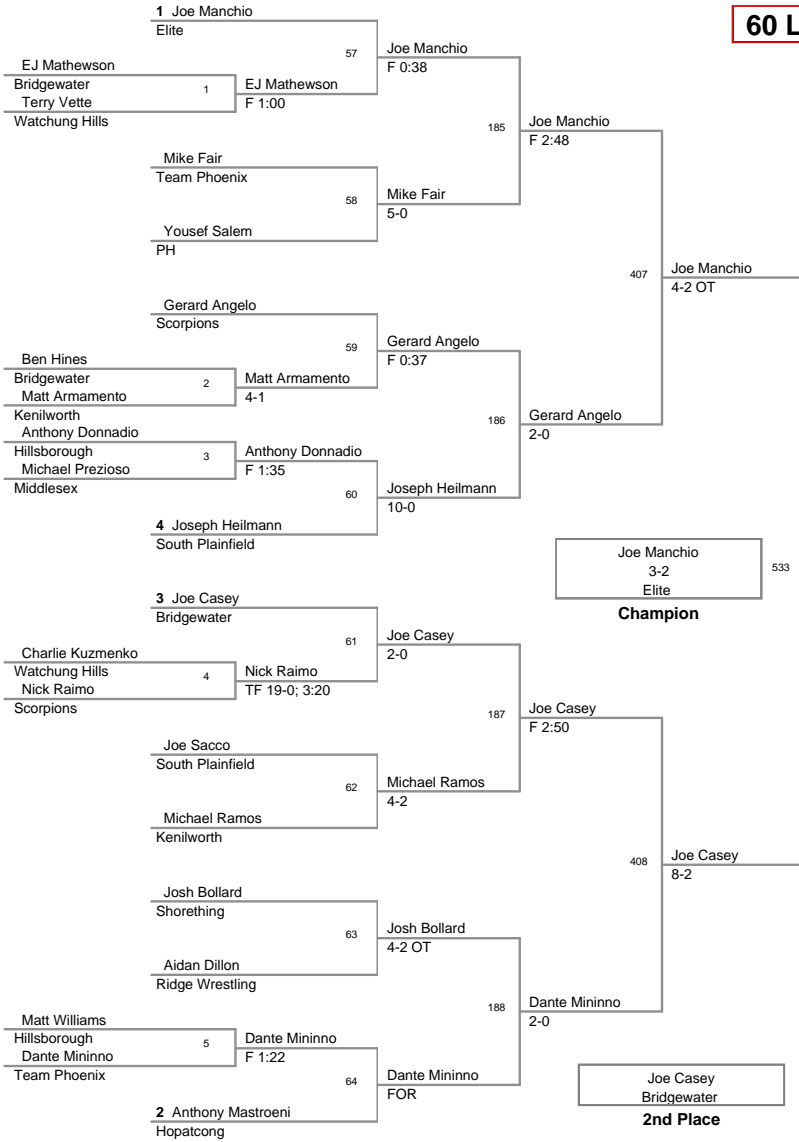 1 Joe Manchio
Elite
60 L
57
Joe Manchio
F 0:38
EJ Mathewson
Bridgewater
1
EJ Mathewson
F 1:00
Terry Vette
Watchung Hills
185
Joe Manchio
F 2:48
Mike Fair
Team Phoenix
58
Mike Fair
5-0
Yousef Salem
PH
407
Joe Manchio
4-2 OT
Gerard Angelo
Scorpions
59
Gerard Angelo
F 0:37
Ben Hines
Bridgewater
2
Matt Armamento
4-1
Matt Armamento
Kenilworth
186
Gerard Angelo
2-0
Anthony Donnadio
Hillsborough
3
Anthony Donnadio
F 1:35
Michael Prezioso
Middlesex
60
Joseph Heilmann
10-0
4 Joseph Heilmann
South Plainfield
Joe Manchio
3-2
Elite
533
Champion
3 Joe Casey
Bridgewater
61
Joe Casey
2-0
Charlie Kuzmenko
Watchung Hills
4
Nick Raimo
TF 19-0; 3:20
Nick Raimo
Scorpions
187
Joe Casey
F 2:50
Joe Sacco
South Plainfield
62
Michael Ramos
4-2
Michael Ramos
Kenilworth
408
Joe Casey
8-2
Josh Bollard
Shorething
63
Josh Bollard
4-2 OT
Aidan Dillon
Ridge Wrestling
188
Dante Mininno
2-0
Matt Williams
Hillsborough
5
Dante Mininno
F 1:22
Dante Mininno
Team Phoenix
64
Dante Mininno
FOR
2 Anthony Mastroeni
Hopatcong
Joe Casey
Bridgewater
2nd Place